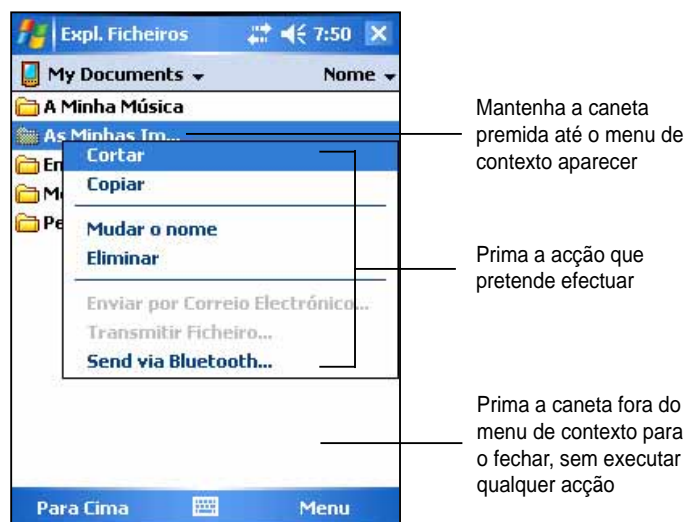 Expl. Ficheiros 7:50
My Documents Nome
A Minha Música
As Minhas Im...
Cortar
Copiar
Mudar o nome
Eliminar
Enviar por Correio Electrónico...
Transmitir Ficheiro...
Send via Bluetooth...
Para Cima Menu
Mantenha a caneta
premida até o menu de
contexto aparecer
Prima a acção que
pretende efectuar
Prima a caneta fora do
menu de contexto para
o fechar, sem executar
qualquer acção